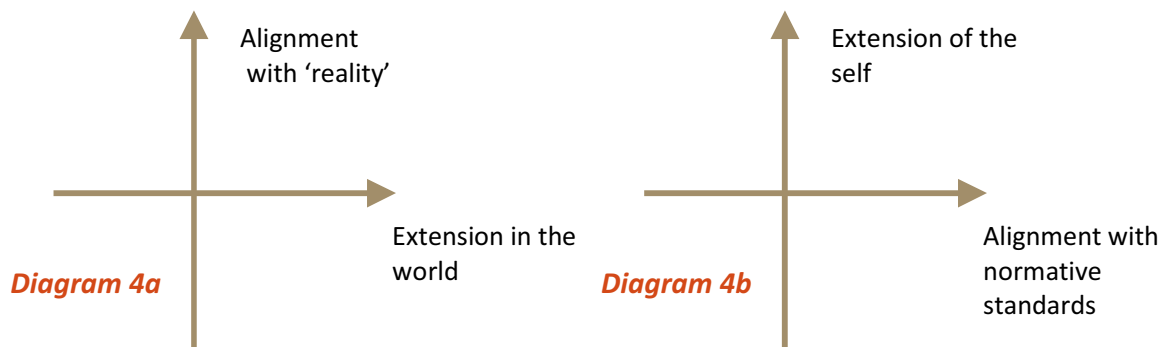 Alignment
with ‘reality’
Extension in the
world
Diagram 4a
Extension of the
self
Alignment with
normative
standards
Diagram 4b